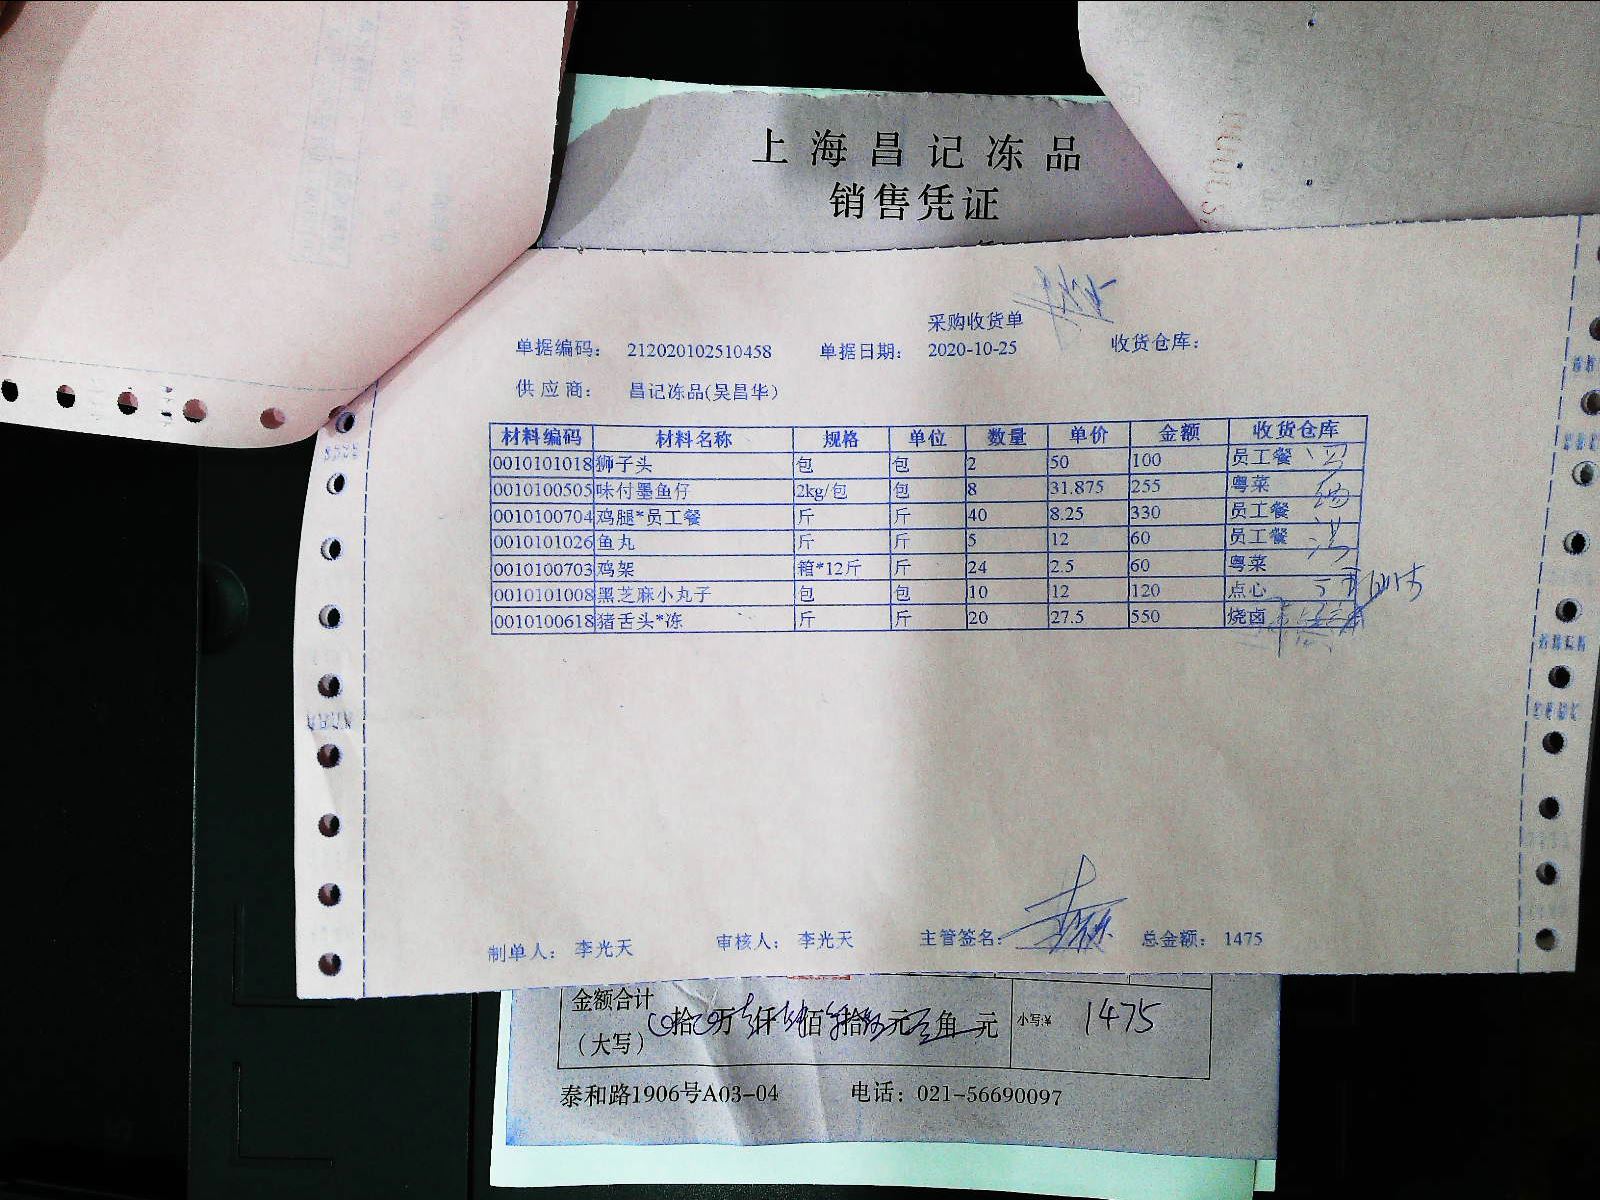 上海昌记冻品
销售凭证
采购收货单
单据编码： 212020102510458 单据日期： 2020-10-25 收货仓库：
供应商： 昌记冻品(吴昌华)
材料编码 材料名称 规格 单位 数量 单价 金额 收货仓库
0010101018 狮子头 包 包 2 50 100 员工餐
0010100505 味付墨鱼仔 2kg/包 包 8 31.875 255 粤菜
0010100704 鸡腿*员工餐 斤 斤 40 8.25 330 员工餐
0010101026 鱼丸 斤 斤 5 12 60 员工餐
0010100703 鸡架 箱*12斤 斤 24 2.5 60 粤菜
0010101008 黑芝麻小丸子 包 包 10 12 120 点心
0010100618 猪舌头*冻 斤 斤 20 27.5 550 烧卤
制单人： 李光天 审核人： 李光天 主管签名： 总金额： 1475
金额合计
（大写） 拾 万 仟 佰 拾 元 角 元 小写:¥ 1475
泰和路1906号A03-04 电话：021-56690097